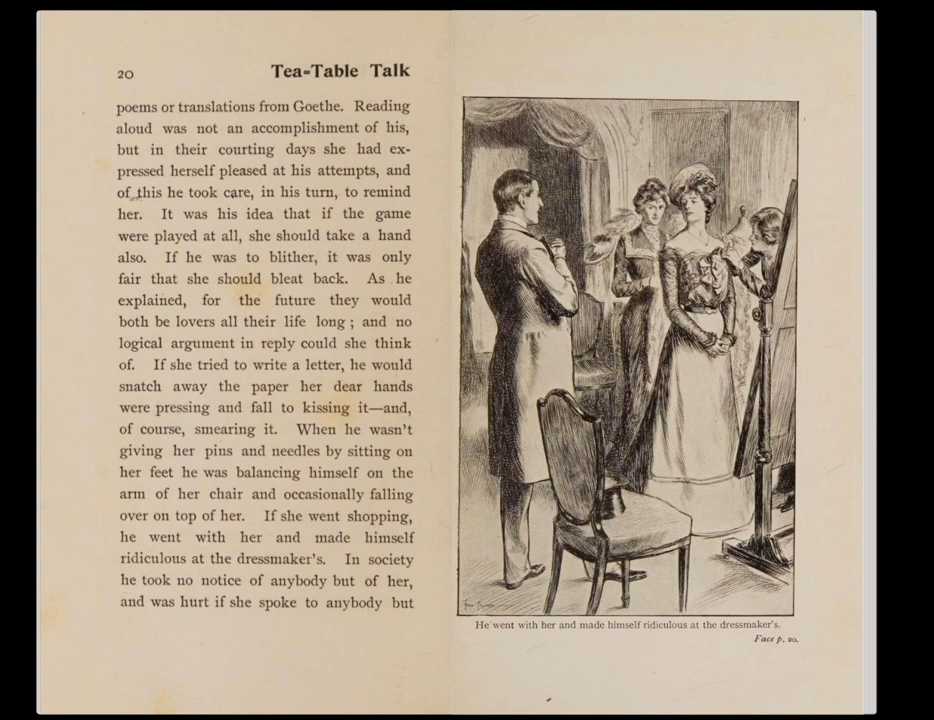 20 Tea-Table Talk
poems or translations from Goethe. Reading
aloud was not an accomplishment of his,
but in their courting days she had ex-
pressed herself pleased at his attempts, and
of this he took care, in his turn, to remind
her. It was his idea that if the game
were played at all, she should take a hand
also. If he was to blither, it was only
fair that she should bleat back. As he
explained, for the future they would
both be lovers all their life long ; and no
logical argument in reply could she think
of. If she tried to write a letter, he would
snatch away the paper her dear hands
were pressing and fall to kissing it—and,
of course, smearing it. When he wasn't
giving her pins and needles by sitting on
her feet he was balancing himself on the
arm of her chair and occasionally falling
over on top of her. If she went shopping,
he went with her and made himself
ridiculous at the dressmaker's. In society
he took no notice of anybody but of her,
and was hurt if she spoke to anybody but
He went with her and made himself ridiculous at the dressmaker's.
Face p. 20.